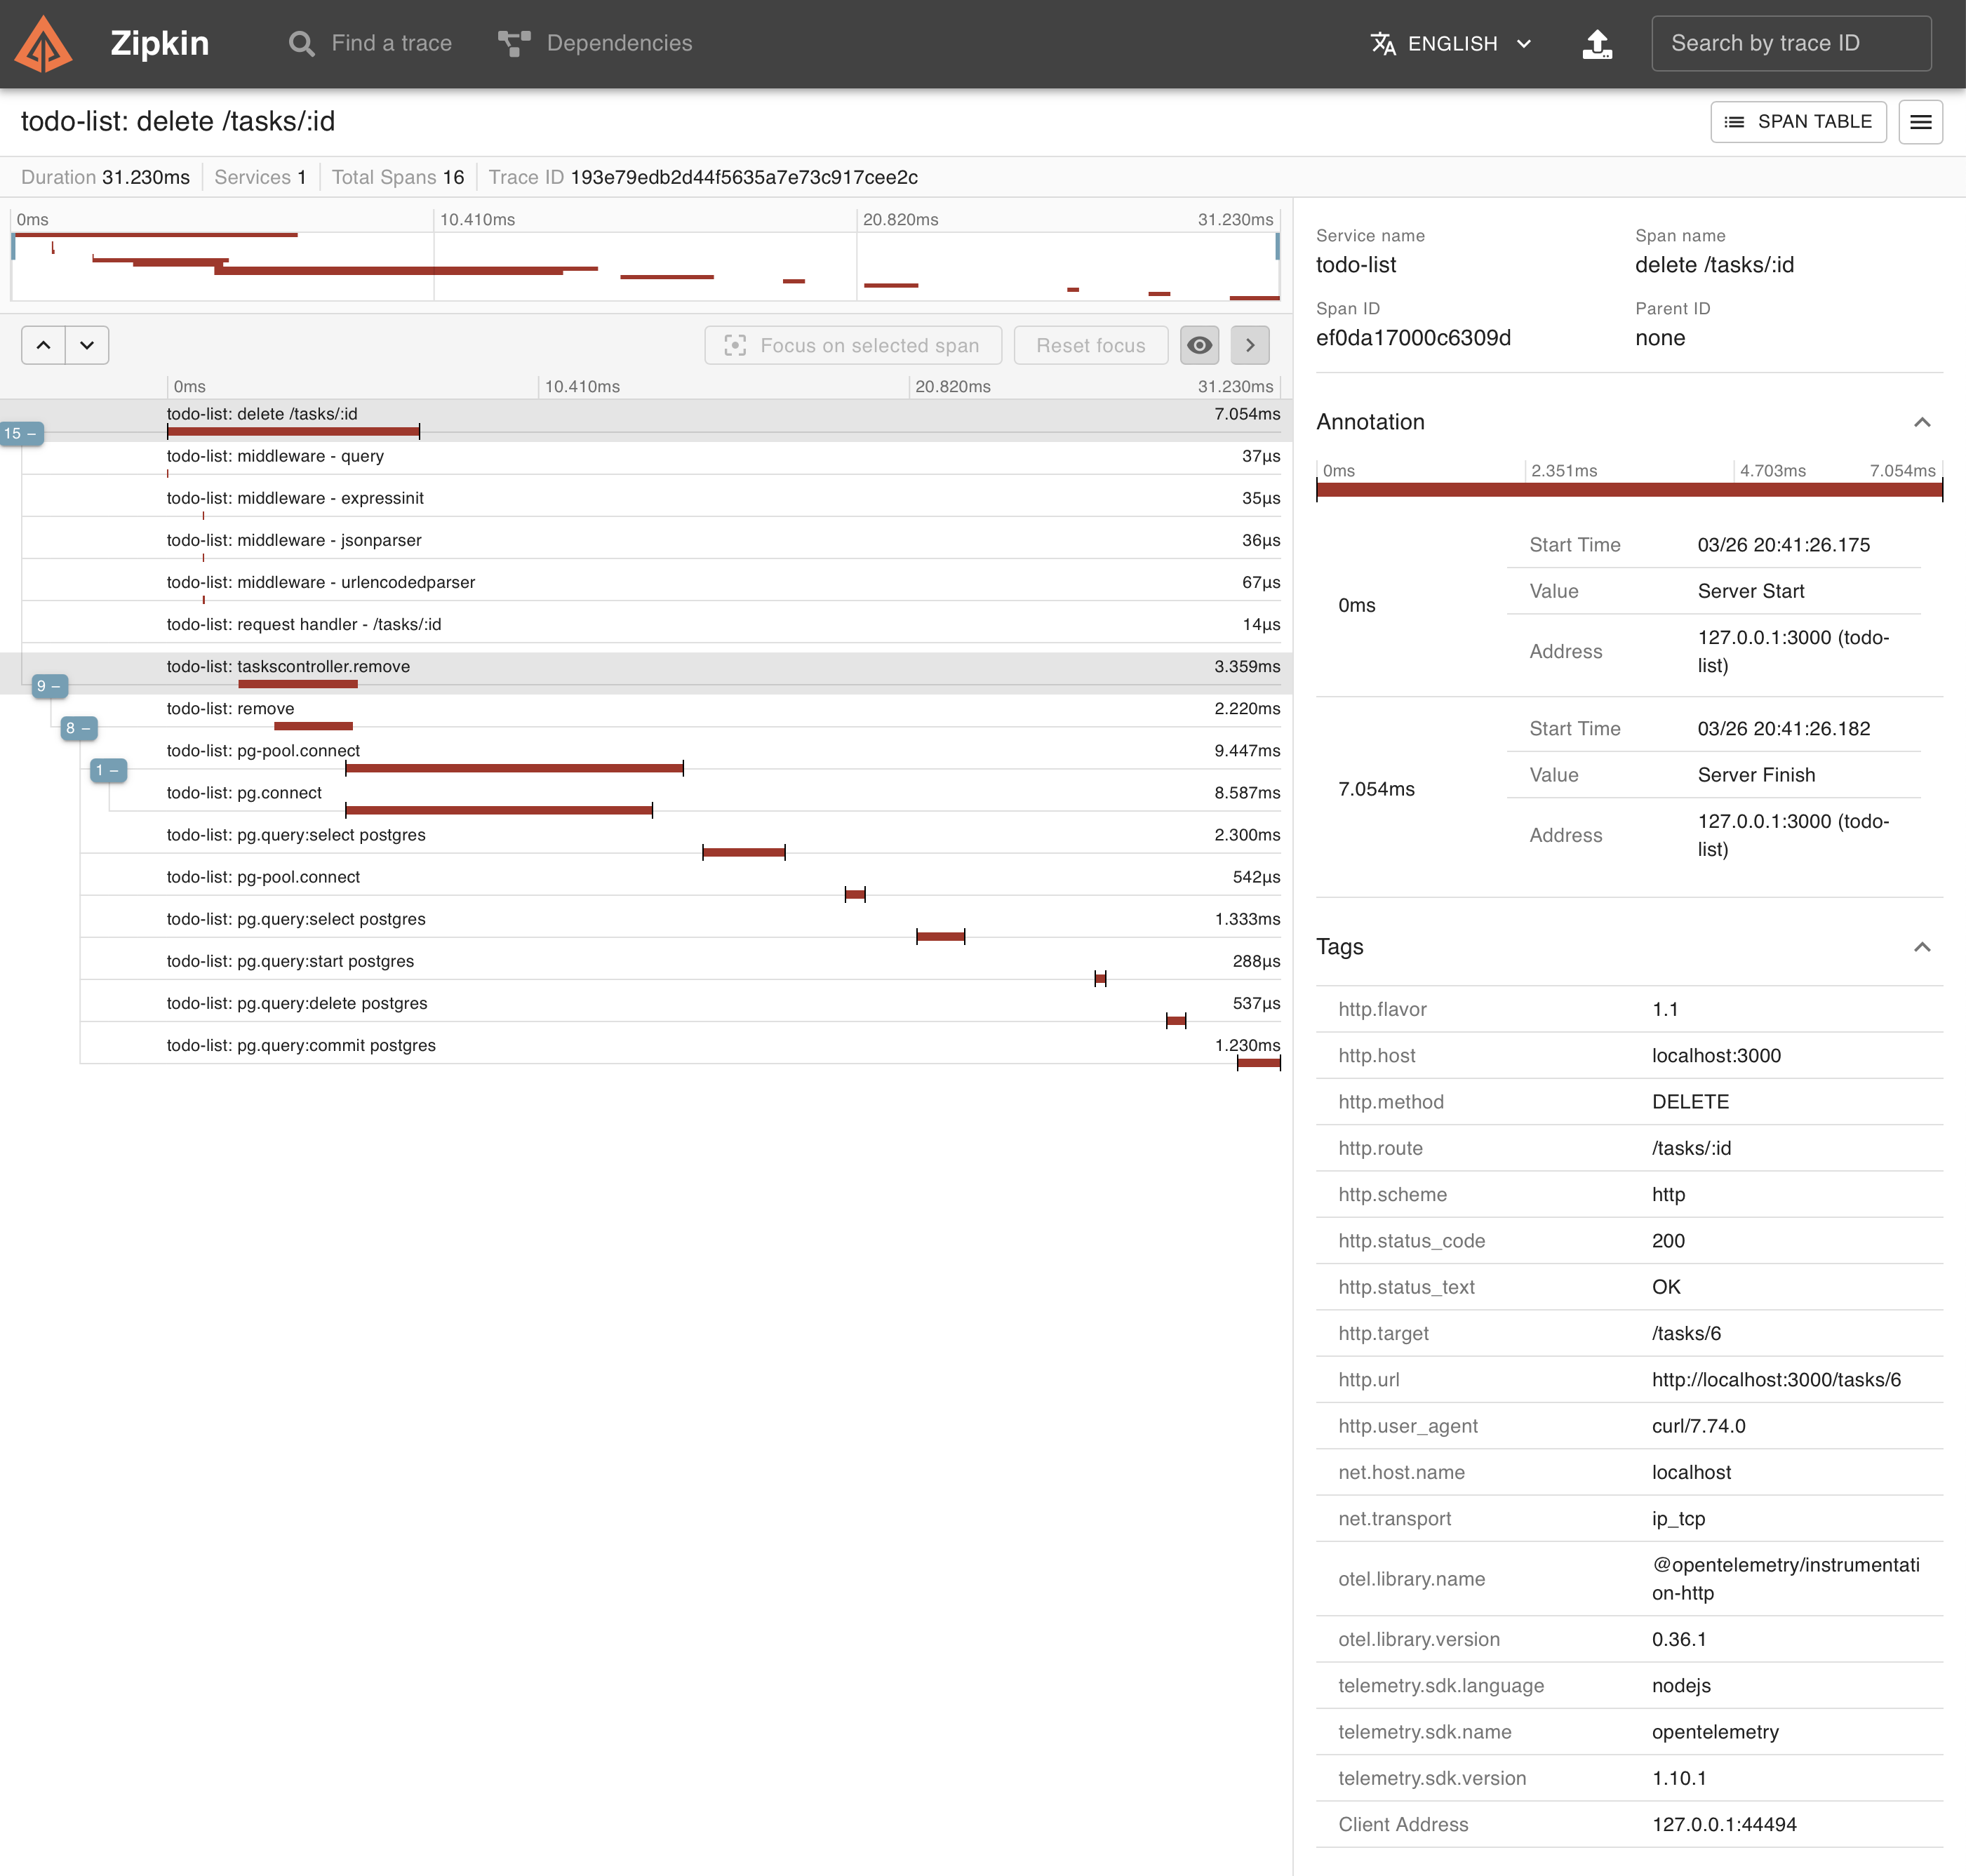 Zipkin
Find a trace
Dependencies
ENGLISH
Search by trace ID
todo-list: delete /tasks/:id
SPAN TABLE
Duration 31.230ms Services 1 Total Spans 16 Trace ID 193e79edb2d44f5635a7e73c917cee2c
0ms 10.410ms 20.820ms 31.230ms
Focus on selected span
Reset focus
0ms 10.410ms 20.820ms 31.230ms
todo-list: delete /tasks/:id 7.054ms
15 –
todo-list: middleware - query 37µs
todo-list: middleware - expressinit 35µs
todo-list: middleware - jsonparser 36µs
todo-list: middleware - urlencodedparser 67µs
todo-list: request handler - /tasks/:id 14µs
todo-list: taskscontroller.remove 3.359ms
9 –
todo-list: remove 2.220ms
8 –
todo-list: pg-pool.connect 9.447ms
1 –
todo-list: pg.connect 8.587ms
todo-list: pg.query:select postgres 2.300ms
todo-list: pg-pool.connect 542µs
todo-list: pg.query:select postgres 1.333ms
todo-list: pg.query:start postgres 288µs
todo-list: pg.query:delete postgres 537µs
todo-list: pg.query:commit postgres 1.230ms
Service name Span name
todo-list delete /tasks/:id
Span ID Parent ID
ef0da17000c6309d none
Annotation
0ms 2.351ms 4.703ms 7.054ms
0ms
Start Time 03/26 20:41:26.175
Value Server Start
Address 127.0.0.1:3000 (todo-
list)
7.054ms
Start Time 03/26 20:41:26.182
Value Server Finish
Address 127.0.0.1:3000 (todo-
list)
Tags
http.flavor 1.1
http.host localhost:3000
http.method DELETE
http.route /tasks/:id
http.scheme http
http.status_code 200
http.status_text OK
http.target /tasks/6
http.url http://localhost:3000/tasks/6
http.user_agent curl/7.74.0
net.host.name localhost
net.transport ip_tcp
otel.library.name @opentelemetry/instrumentati
on-http
otel.library.version 0.36.1
telemetry.sdk.language nodejs
telemetry.sdk.name opentelemetry
telemetry.sdk.version 1.10.1
Client Address 127.0.0.1:44494